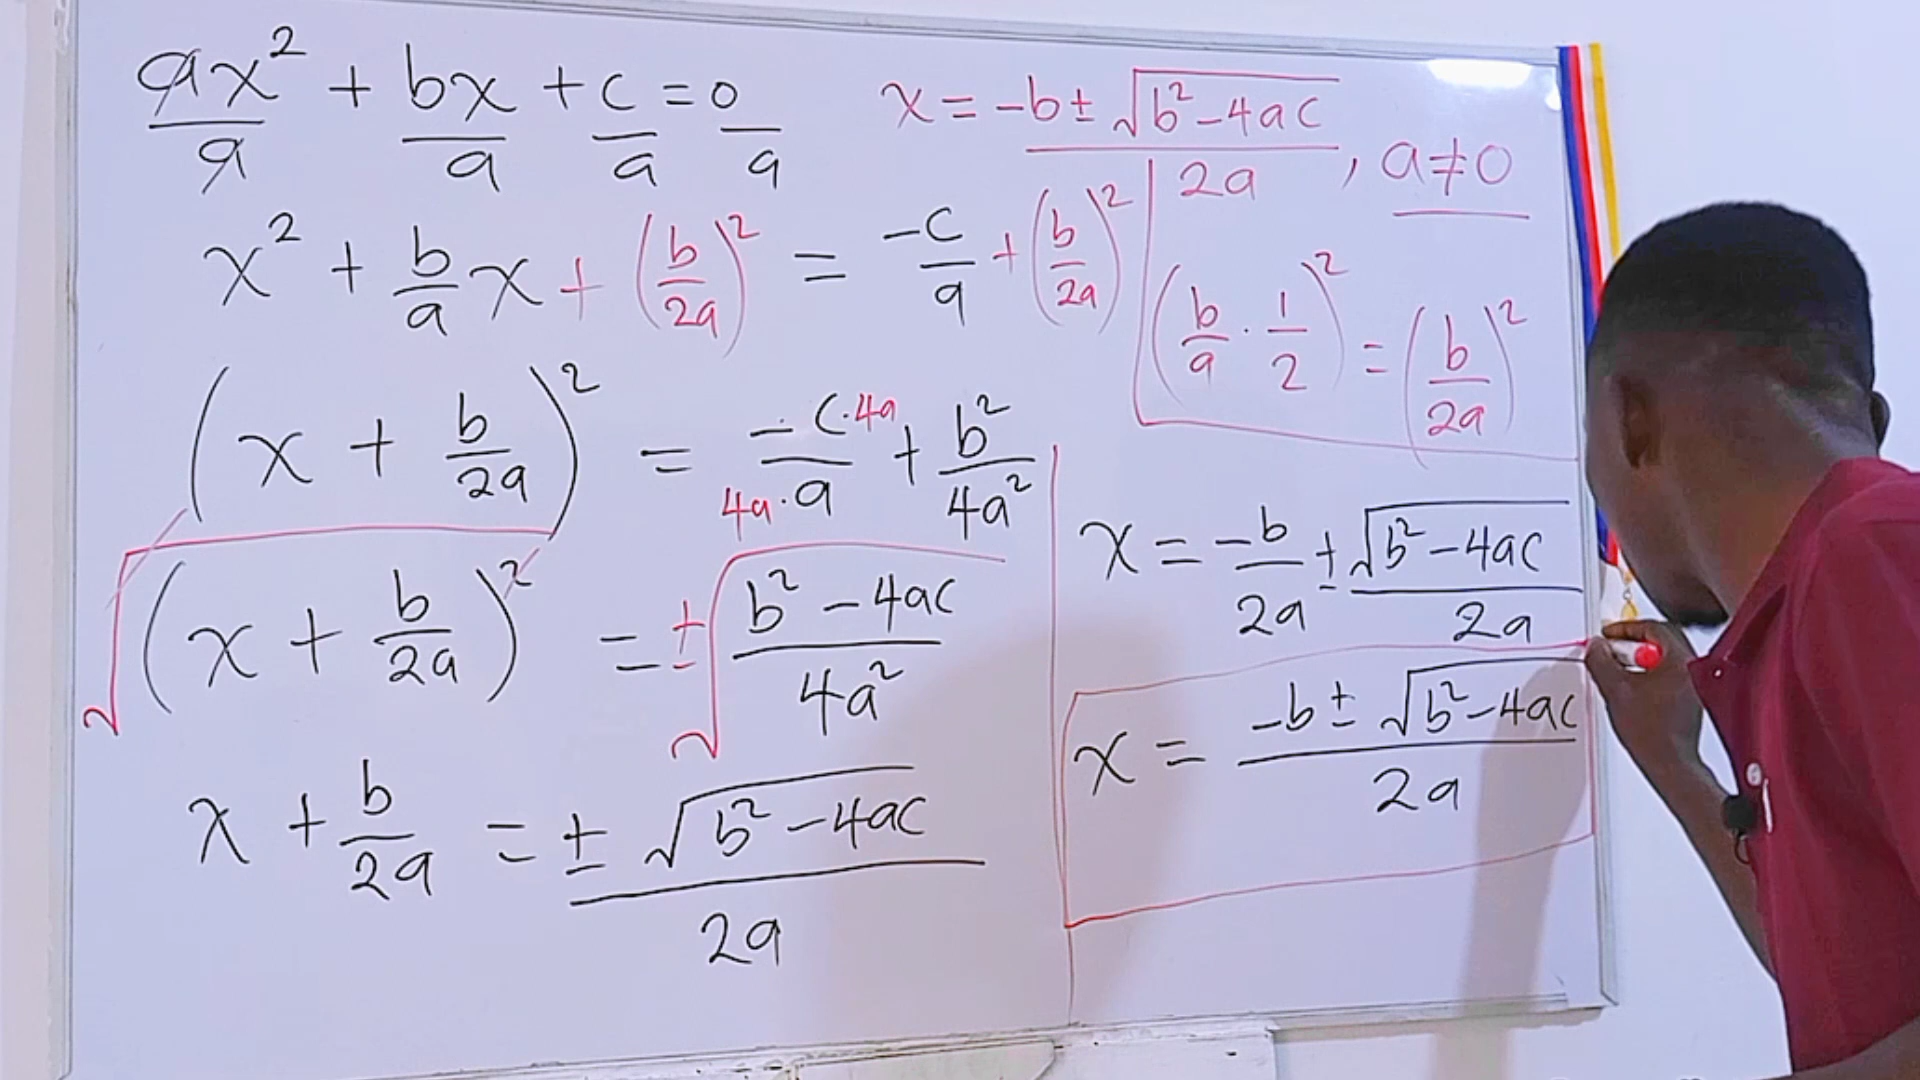 ax² + bx + c = 0
a a a a
x² + b/a x + (b/2a)² = -c/a + (b/2a)²
(x + b/2a)² = -c·4a/4a·a + b²/4a²
(x + b/2a)² = ±√(b² - 4ac)/4a²
x + b/2a = ±√(b² - 4ac)/2a
x = -b ± √(b² - 4ac)/2a , a ≠ 0
(b/a · 1/2)² = (b/2a)²
x = -b/2a ± √(b² - 4ac)/2a
x = -b ± √(b² - 4ac)/2a